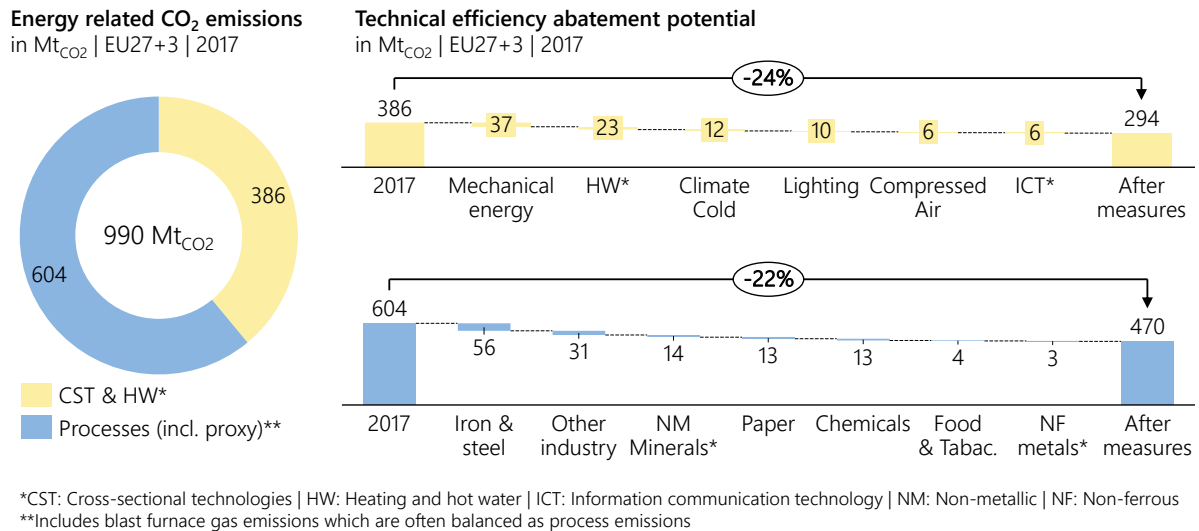 Energy related CO₂ emissions
in Mt_CO2 | EU27+3 | 2017
386
604
990 Mt_CO2
CST & HW*
Processes (incl. proxy)**
Technical efficiency abatement potential
in Mt_CO2 | EU27+3 | 2017
-24%
386
37
23
12
10
6
6
294
2017
Mechanical
energy
HW*
Climate
Cold
Lighting
Compressed
Air
ICT*
After
measures
-22%
604
56
31
14
13
13
4
3
470
2017
Iron &
steel
Other
industry
NM
Minerals*
Paper
Chemicals
Food
& Tabac.
NF
metals*
After
measures
*CST: Cross-sectional technologies | HW: Heating and hot water | ICT: Information communication technology | NM: Non-metallic | NF: Non-ferrous
**Includes blast furnace gas emissions which are often balanced as process emissions